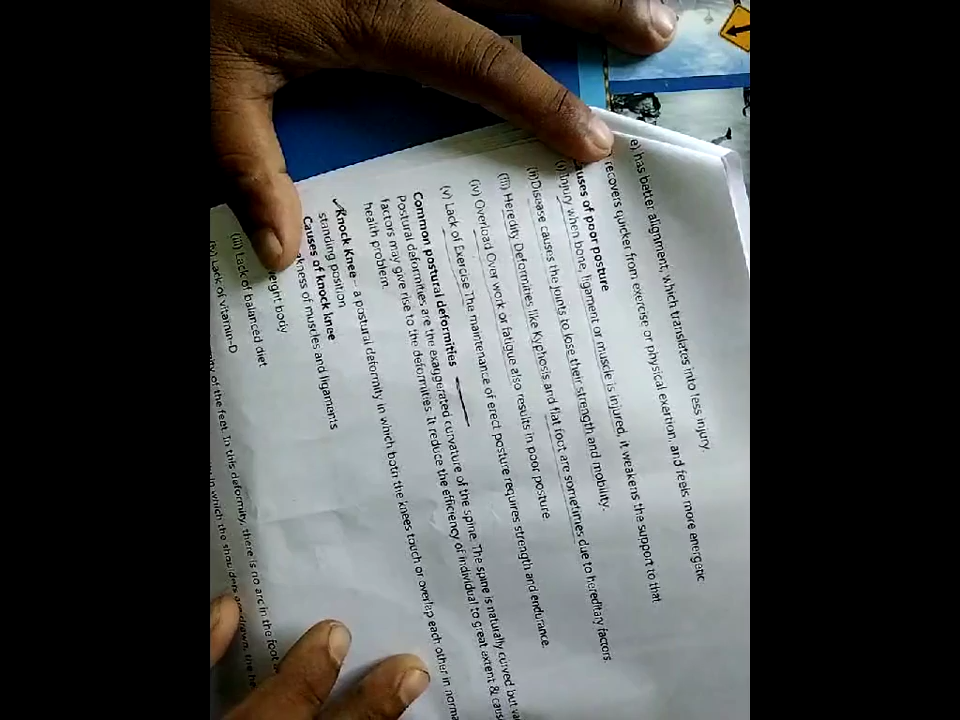 e) has better alignment, which translates into less injury.
recovers quicker from exercise or physical exertion, and feels more energetic
Causes of poor posture
(i) Injury when bone, ligament or muscle is injured, it weakens the support to that
(ii) Disease causes the joints to lose their strength and mobility.
(iii) Heredity Deformities like Kyphosis and flat foot are sometimes due to hereditary factors.
(iv) Overload Over work or fatigue also results in poor posture.
(v) Lack of Exercise The maintenance of erect posture requires strength and endurance.
Common postural deformities
Postural deformities are the exaggerated curvature of the spine. The spine is naturally curved but
factors may give rise to the deformities. It reduce the efficiency of individual to great extent &
health problem.
Knock Knee – a postural deformity in which both the knees touch or overlap each other in
standing position
Causes of knock knee
of muscles and ligaments
body
(iii) Lack of balanced diet
(iv) Lack of vitamin-D
of the feet. In this deformity, there is no arc in the foot
in which the shoulders are